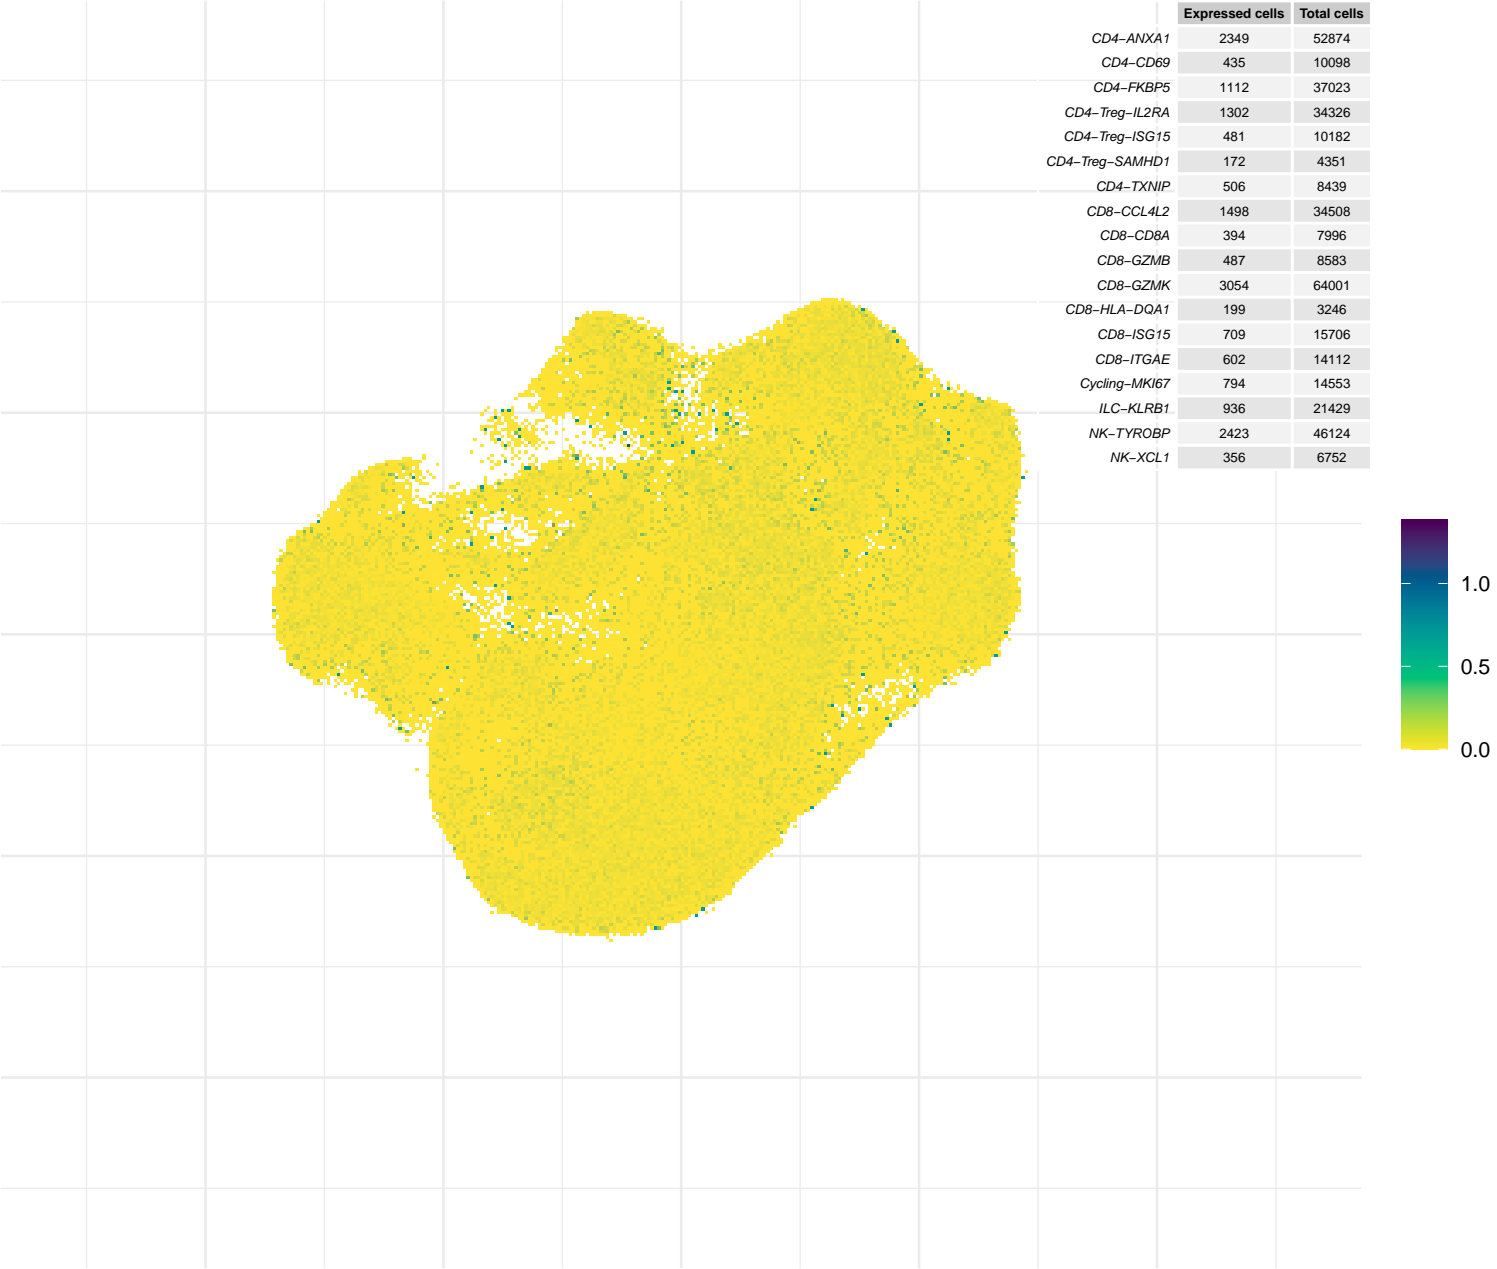 Expressed cells Total cells
CD4−ANXA1 2349 52874
CD4−CD69 435 10098
CD4−FKBP5 1112 37023
CD4−Treg−IL2RA 1302 34326
CD4−Treg−ISG15 481 10182
CD4−Treg−SAMHD1 172 4351
CD4−TXNIP 506 8439
CD8−CCL4L2 1498 34508
CD8−CD8A 394 7996
CD8−GZMB 487 8583
CD8−GZMK 3054 64001
CD8−HLA−DQA1 199 3246
CD8−ISG15 709 15706
CD8−ITGAE 602 14112
Cycling−MKI67 794 14553
ILC−KLRB1 936 21429
NK−TYROBP 2423 46124
NK−XCL1 356 6752
1.0
0.5
0.0